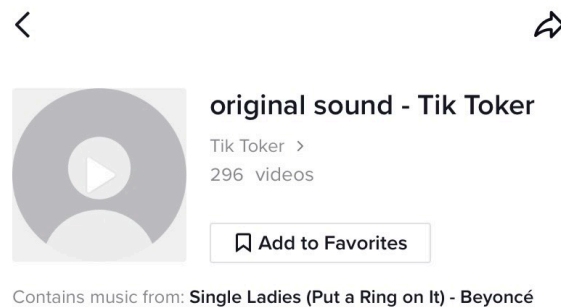 original sound - Tik Toker
Tik Toker >
296 videos
Add to Favorites
Contains music from: Single Ladies (Put a Ring on It) - Beyoncé